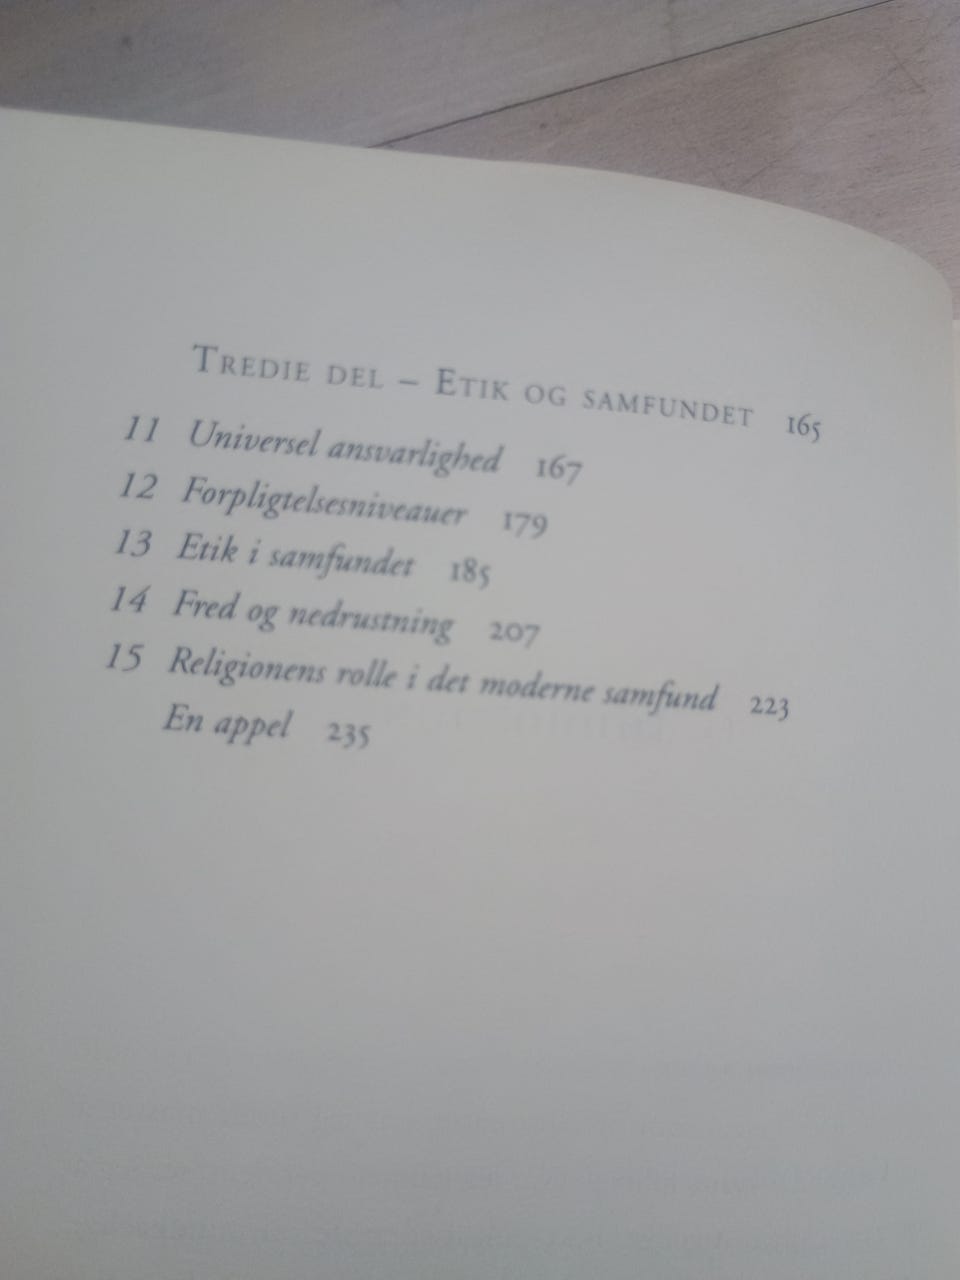 TREDIE DEL – ETIK OG SAMFUNDET 165
11 Universel ansvarlighed 167
12 Forpligtelsesniveauer 179
13 Etik i samfundet 185
14 Fred og nedrustning 207
15 Religionens rolle i det moderne samfund 223
En appel 235